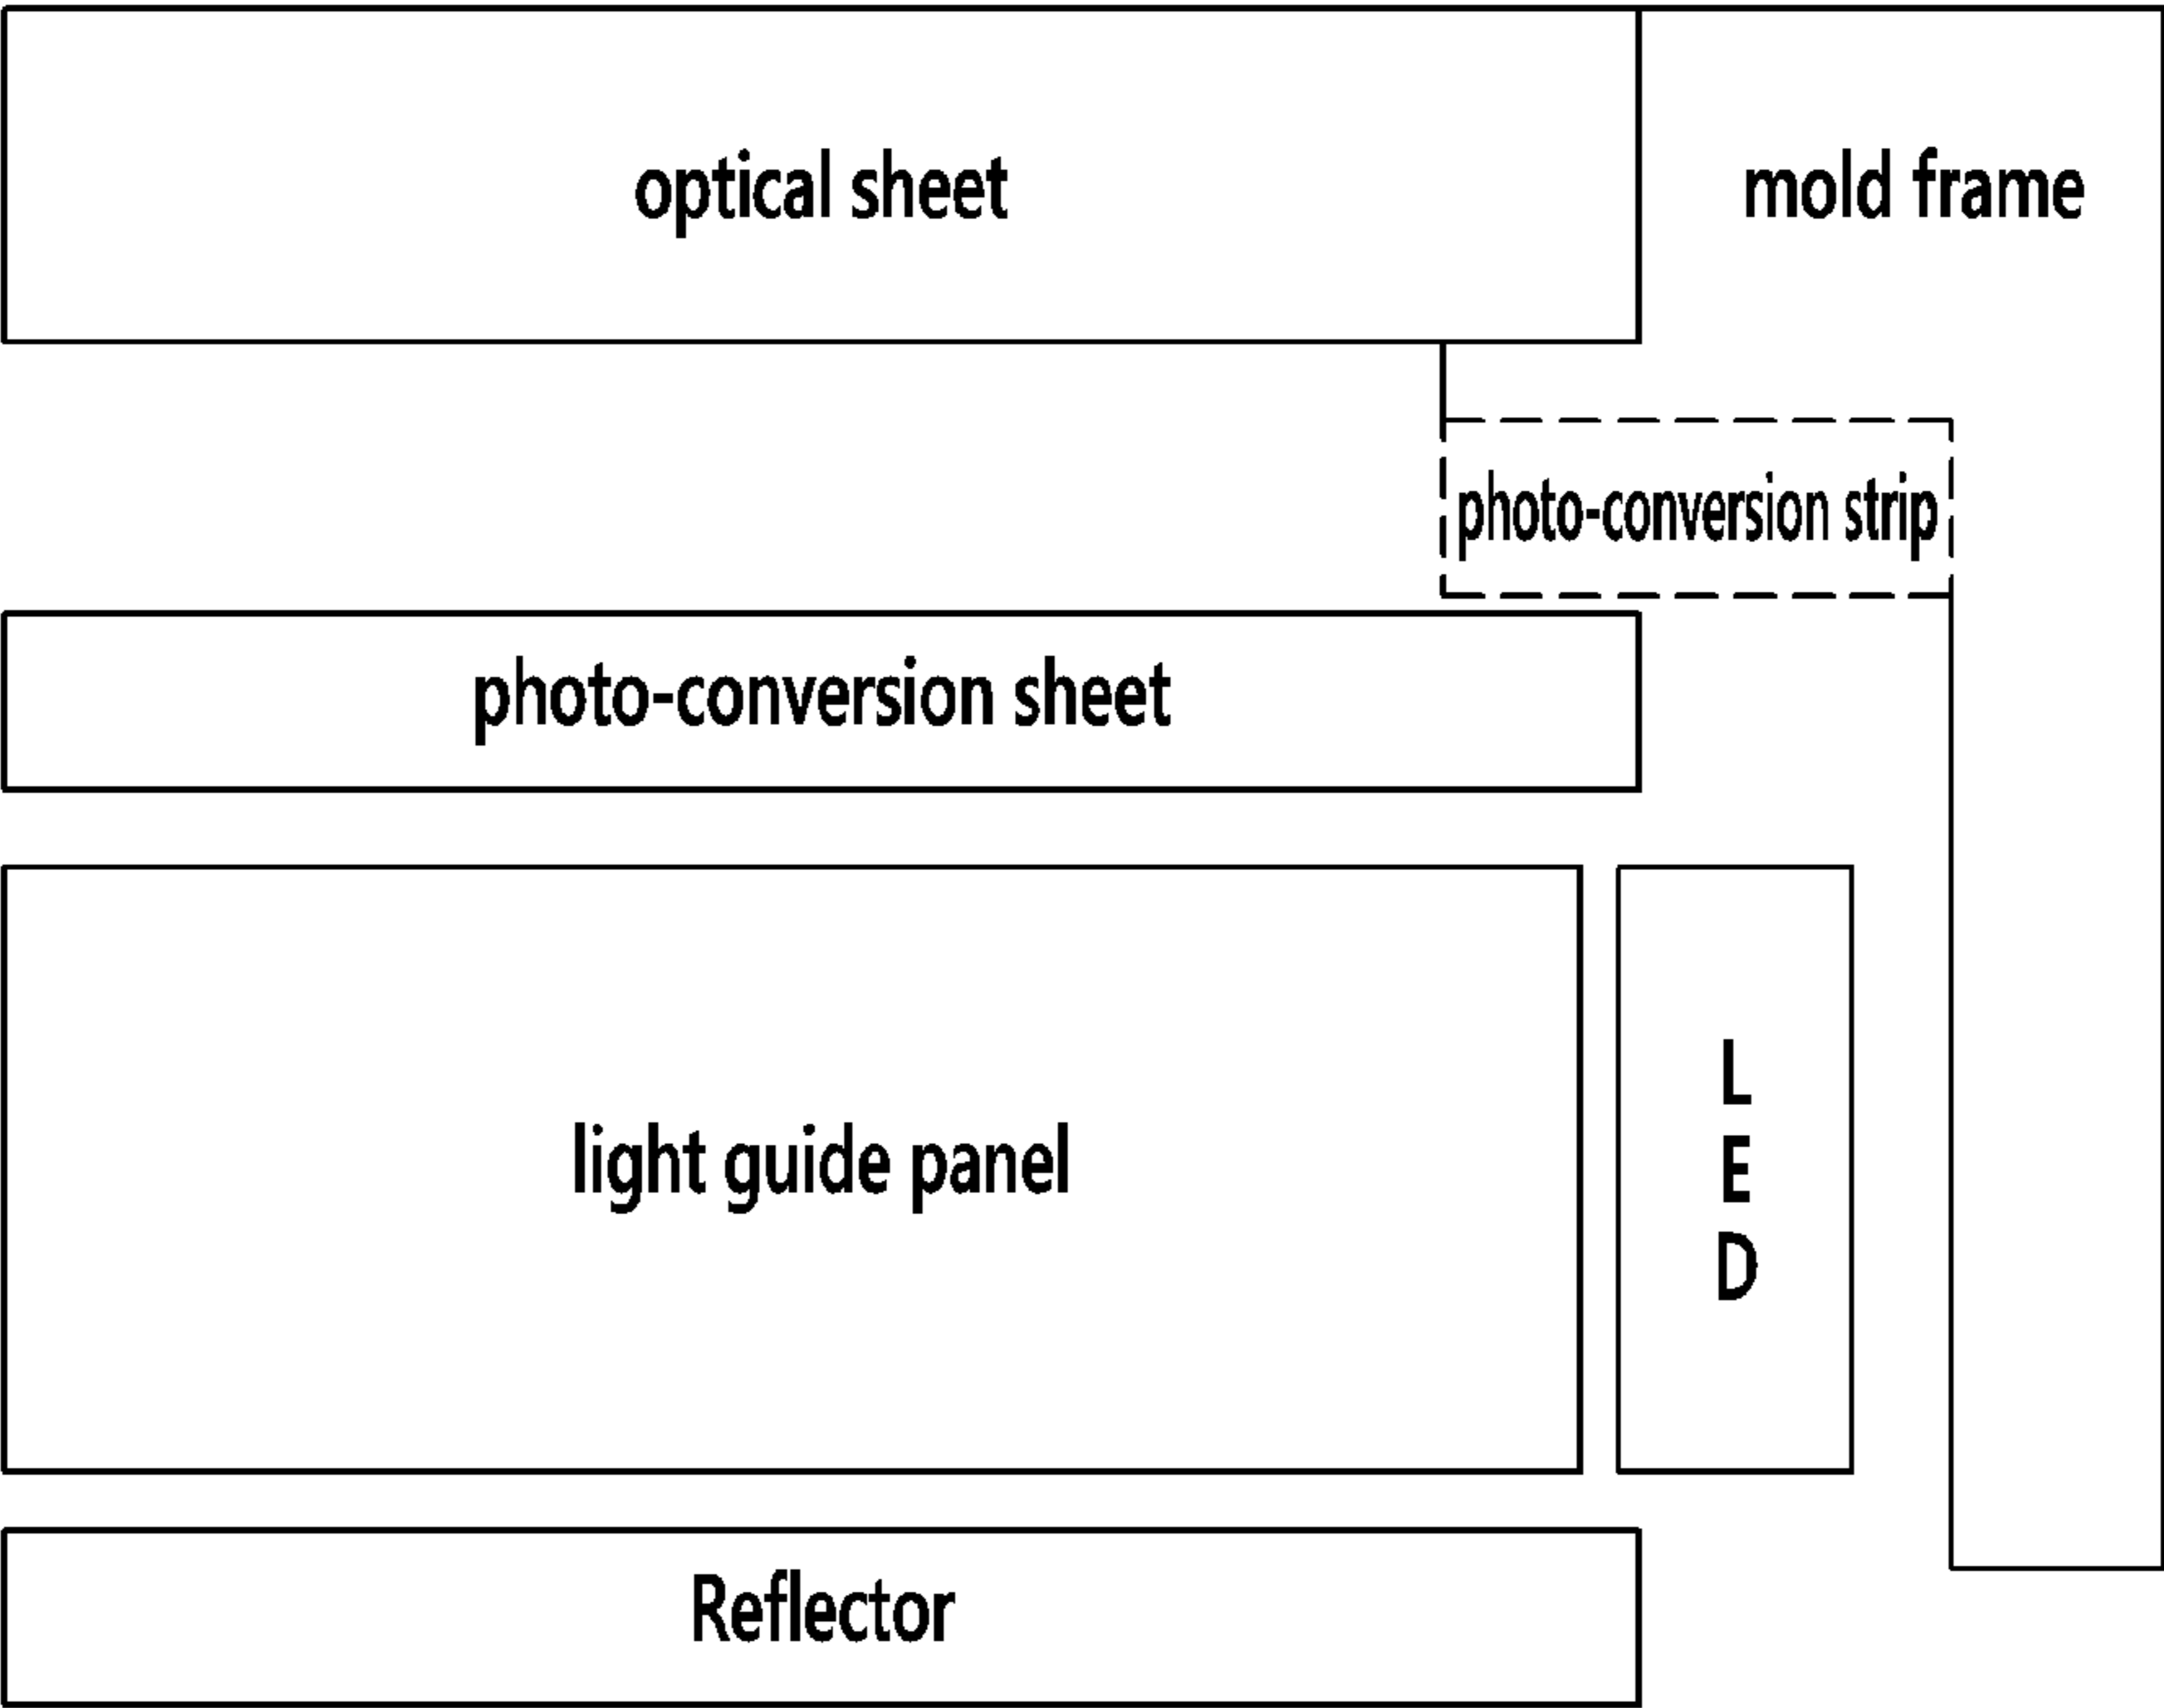 optical sheet
mold frame
photo-conversion strip
photo-conversion sheet
light guide panel
L
E
D
Reflector